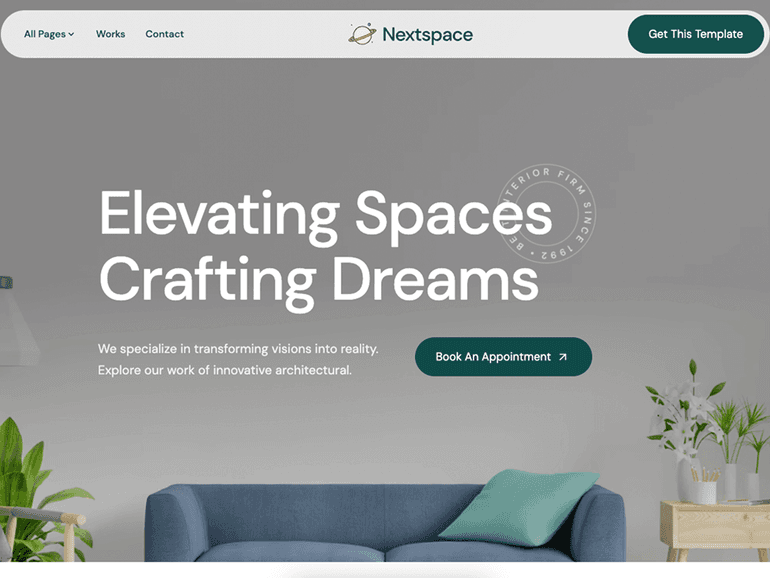 All Pages
Works
Contact
Nextspace
Get This Template
INTERIOR FIRM SINCE 1992 • BE
Elevating Spaces
Crafting Dreams
We specialize in transforming visions into reality.
Explore our work of innovative architectural.
Book An Appointment